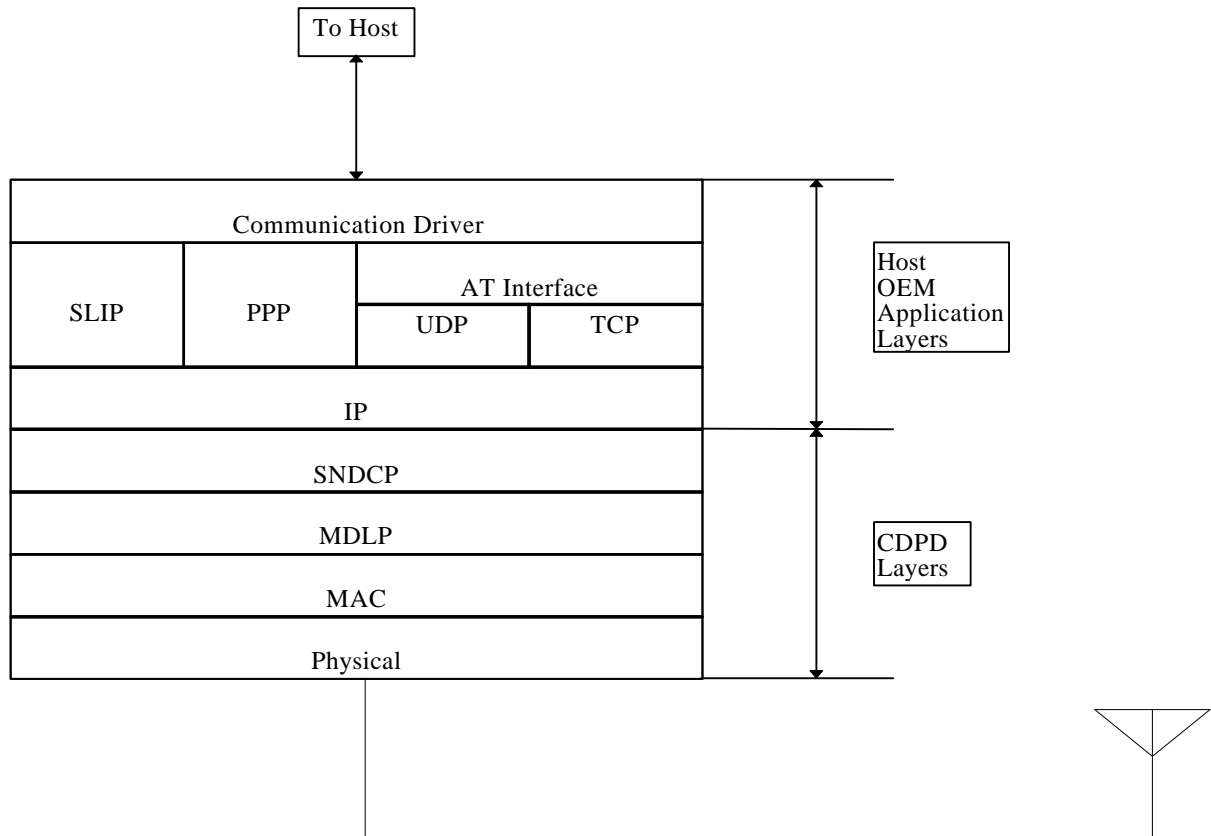 To Host
Communication Driver
SLIP
PPP
AT Interface
UDP
TCP
IP
SNDCP
MDLP
MAC
Physical
Host
OEM
Application
Layers
CDPD
Layers